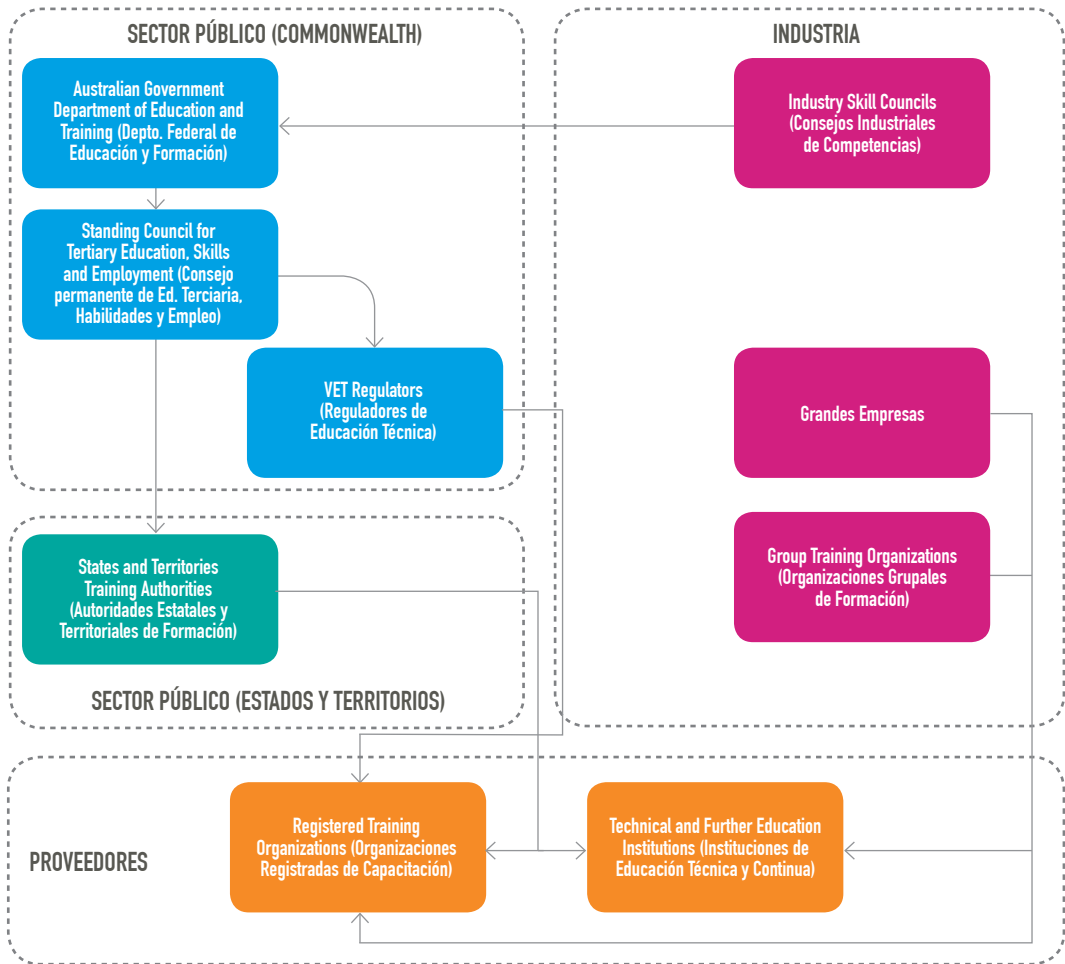 SECTOR PÚBLICO (COMMONWEALTH)
Australian Government
Department of Education and
Training (Depto. Federal de
Educación y Formación)
Standing Council for
Tertiary Education, Skills
and Employment (Consejo
permanente de Ed. Terciaria,
Habilidades y Empleo)
VET Regulators
(Reguladores de
Educación Técnica)
INDUSTRIA
Industry Skill Councils
(Consejos Industriales
de Competencias)
Grandes Empresas
Group Training Organizations
(Organizaciones Grupales
de Formación)
States and Territories
Training Authorities
(Autoridades Estatales y
Territoriales de Formación)
SECTOR PÚBLICO (ESTADOS Y TERRITORIOS)
PROVEEDORES
Registered Training
Organizations (Organizaciones
Registradas de Capacitación)
Technical and Further Education
Institutions (Instituciones de
Educación Técnica y Continua)